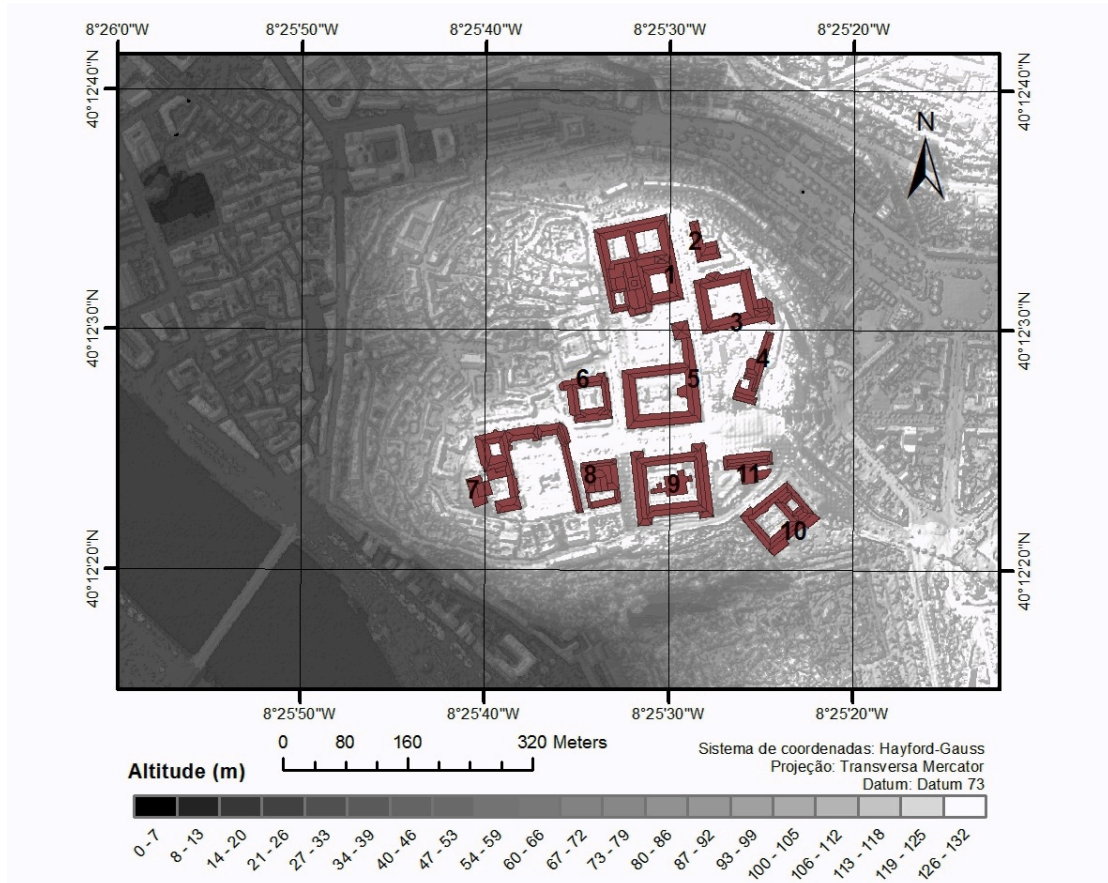 8°26'0"W 8°25'50"W 8°25'40"W 8°25'30"W 8°25'20"W
40°12'40"N 40°12'40"N
N
2
1
3
40°12'30"N 40°12'30"N
4
6 5
8
7 9 11
10
40°12'20"N 40°12'20"N
8°25'50"W 8°25'40"W 8°25'30"W 8°25'20"W
0 80 160 320 Meters
Sistema de coordenadas: Hayford-Gauss
Projeção: Transversa Mercator
Datum: Datum 73
Altitude (m)
0-7 8 - 13 14 - 20 21 - 26 27 - 33 34 - 39 40 - 46 47 - 53 54 - 59 60 - 66 67 - 72 73 - 79 80 - 86 87 - 92 93 - 99 100 - 105 106 - 112 113 - 118 119 - 125 126 - 132